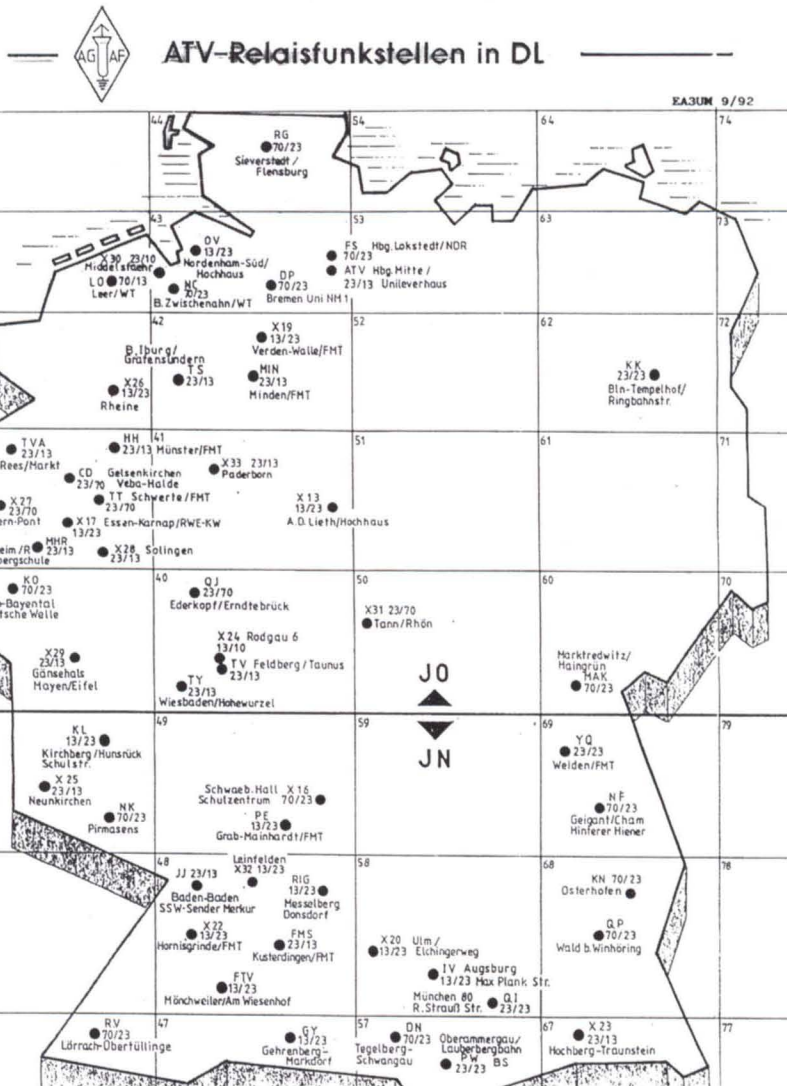 AG AF
ATV-Relaisfunkstellen in DL
EA3UM 9/92
44
54
64
74
RG
70/23
Sieverstedt/
Flensburg
43
53
63
73
OV
13/23
Nordenham-Süd/
Hochhaus
X30 23/10
LO 70/13
Leer/WT
NC
70/23
B.Zwischenahn/WT
DP
70/23
Bremen Uni NM1
FS Hbg.Lokstedt/NDR
70/23
ATV Hbg.Mitte/
23/13 Unileverhaus
42
52
62
72
X19
13/23
Verden-Walle/FMT
B.Iburg/
Grafensundern
TS
23/13
MIN
23/13
Minden/FMT
X26
13/23
Rheine
KK
23/23
Bln-Tempelhof/
Ringbahnstr.
41
51
61
71
TVA
23/13
Rees/Markt
HH
23/13 Münster/FMT
X33 23/13
Paderborn
CD Gelsenkirchen
23/70 Veba-Halde
TT Schwerte/FMT
23/70
X27
23/70
ern-Pont
X17 Essen-Karnap/RWE-KW
13/23
X13
13/23
A.D.Lieth/Hochhaus
MHR
23/13
eim/R
bergschule
X28 Solingen
23/13
40
50
60
70
KO
70/23
-Bayental
tsche Welle
QJ
23/70
Ederkopf/Erndtebrück
X31 23/70
Tann/Rhön
X29
23/13
Gänsehals
Mayen/Eifel
X24 Rodgau 6
13/10
TV Feldberg/Taunus
23/13
TY
23/13
Wiesbaden/Hohewurzel
Marktredwitz/
Haingrün
MAK
70/23
JO
JN
49
59
69
79
KL
13/23
Kirchberg/Hunsrück
Schulstr.
X25
23/13
Neunkirchen
NK
70/23
Pirmasens
Schwaeb.Hall X16
Schulzentrum 70/23
PE
13/23
Grab-Mainhardt/FMT
YQ
23/23
Weiden/FMT
NF
70/23
Geigant/Cham
Hinterer Hiener
48
58
68
78
JJ 23/13
Baden-Baden
SSW-Sender Merkur
Leinfelden
X32 13/23
RIG
13/23
Messelberg
Donsdorf
KN 70/23
Osterhofen
X22
13/23
Hornisgrinde/FMT
FMS
23/13
Kusterdingen/FMT
X20 Ulm/
13/23 Elchingerweg
QP
70/23
Wald b.Winhöring
FTV
13/23
Mönchweiler/Am Wiesenhof
IV Augsburg
13/23 Max Plank Str.
München 80 QI
R.Strauß Str. 23/23
47
57
67
77
RV
70/23
Lörrach-Obertüllinge
GY
13/23
Gehrenberg-
Markdorf
DN
70/23
Tegelberg-
Schwangau
Oberammergau/
Lauberbergbahn
PW BS
23/23
X23
23/13
Hochberg-Traunstein